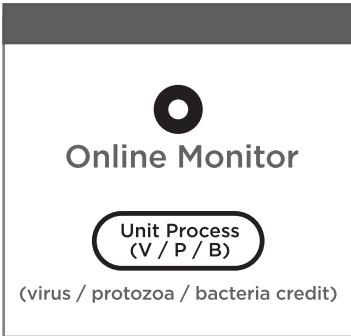 Online Monitor
Unit Process
(V / P / B)
(virus / protozoa / bacteria credit)